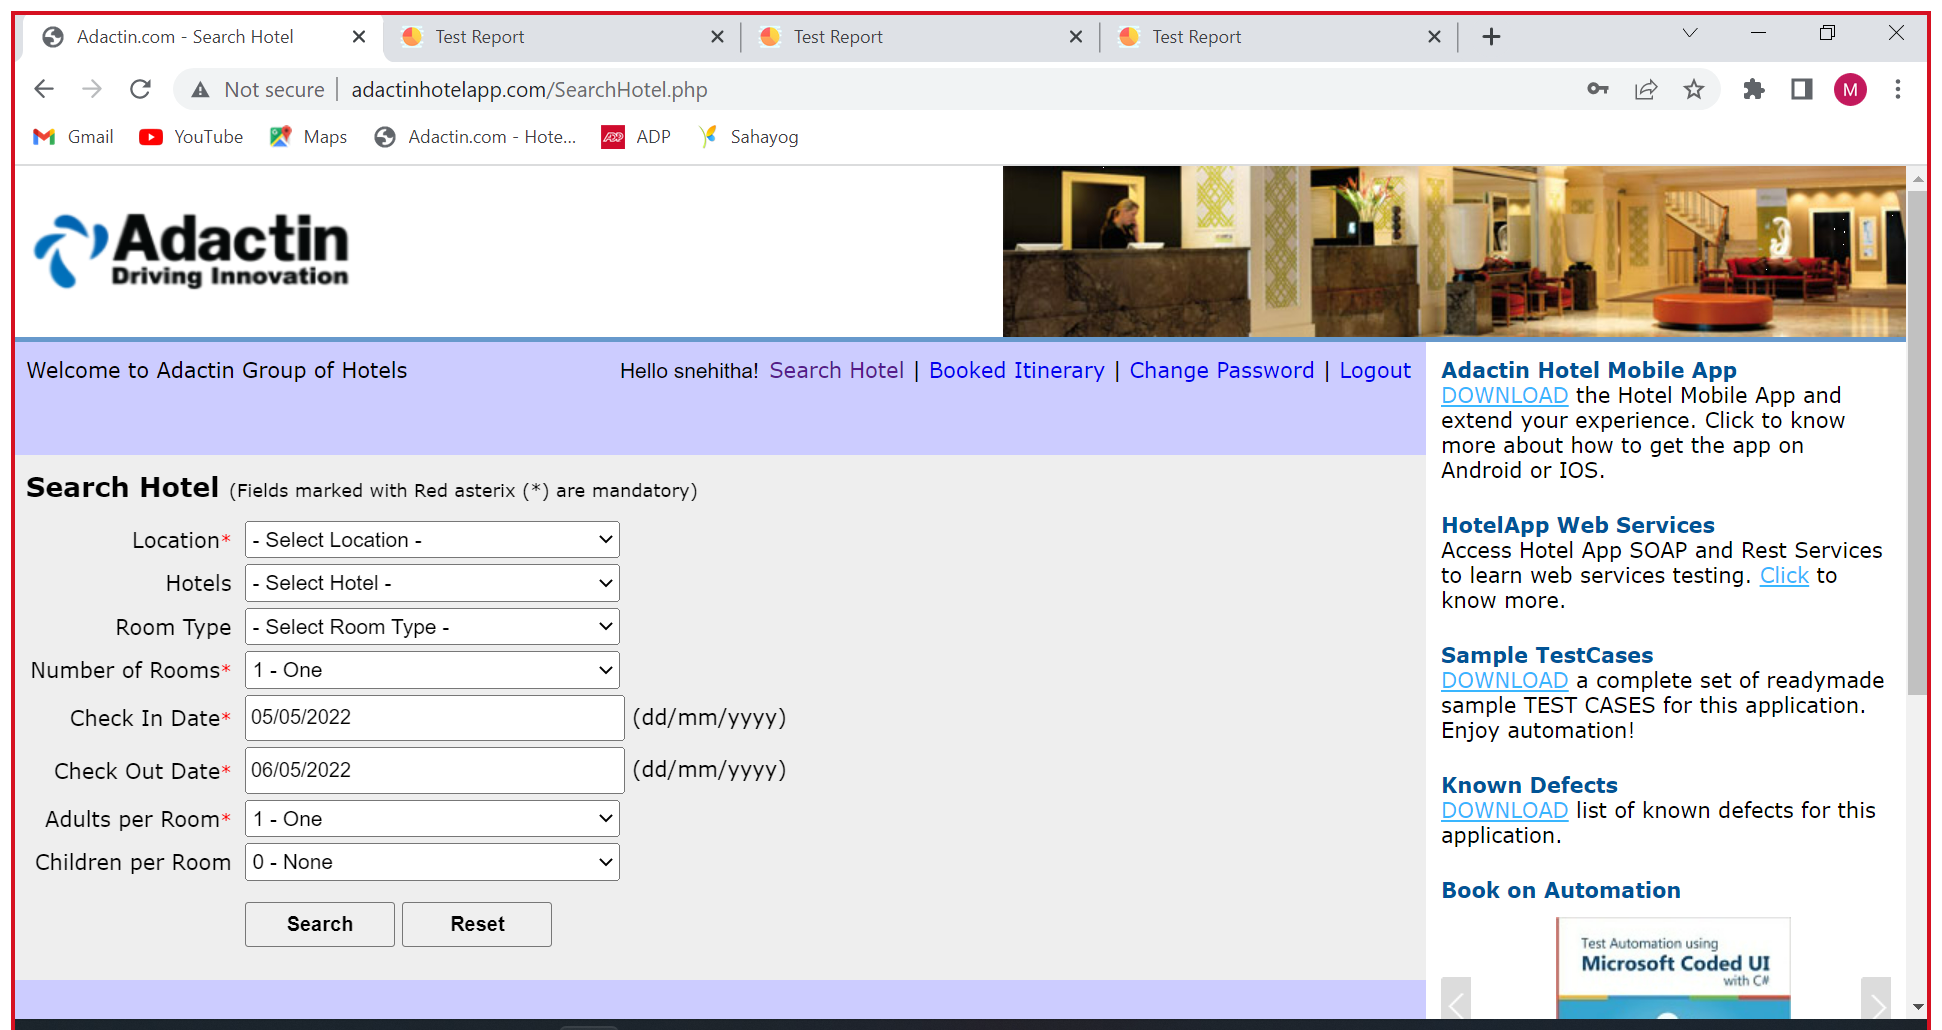 Adactin.com - Search Hotel
Test Report
Test Report
Test Report
Not secure | adactinhotelapp.com/SearchHotel.php
M
Gmail
YouTube
Maps
Adactin.com - Hote...
ADP
Sahayog
Adactin
Driving Innovation
Welcome to Adactin Group of Hotels
Hello snehitha! Search Hotel | Booked Itinerary | Change Password | Logout
Search Hotel (Fields marked with Red asterix (*) are mandatory)
Location* - Select Location -
Hotels - Select Hotel -
Room Type - Select Room Type -
Number of Rooms* 1 - One
Check In Date* 05/05/2022 (dd/mm/yyyy)
Check Out Date* 06/05/2022 (dd/mm/yyyy)
Adults per Room* 1 - One
Children per Room 0 - None
Search Reset
Adactin Hotel Mobile App
DOWNLOAD the Hotel Mobile App and
extend your experience. Click to know
more about how to get the app on
Android or IOS.
HotelApp Web Services
Access Hotel App SOAP and Rest Services
to learn web services testing. Click to
know more.
Sample TestCases
DOWNLOAD a complete set of readymade
sample TEST CASES for this application.
Enjoy automation!
Known Defects
DOWNLOAD list of known defects for this
application.
Book on Automation
Test Automation using
Microsoft Coded UI
with C#